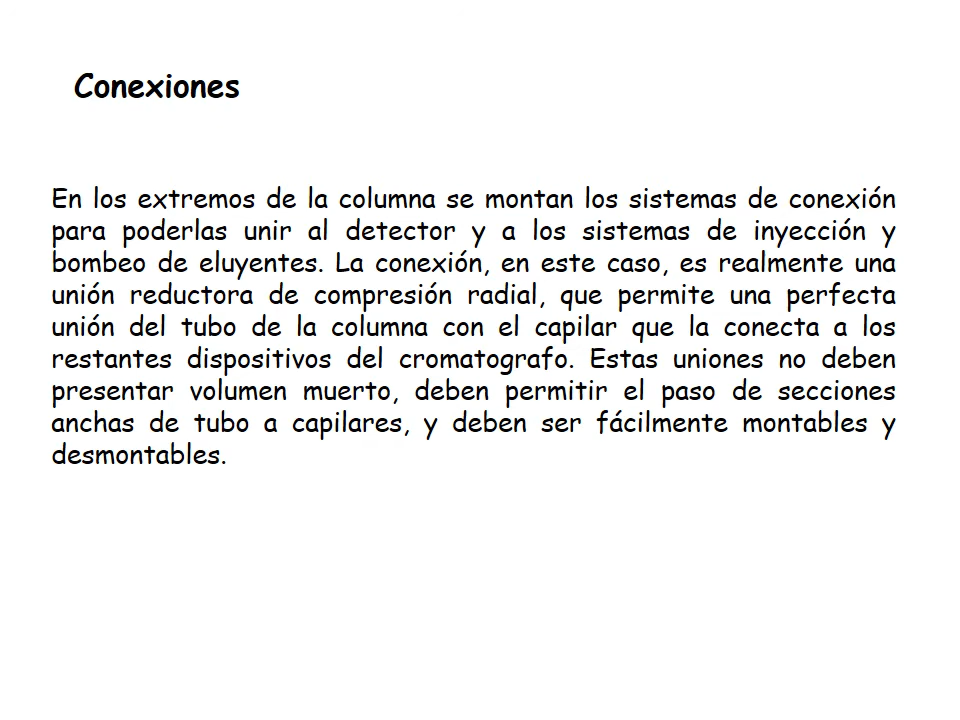 Conexiones
En los extremos de la columna se montan los sistemas de conexión
para poderlas unir al detector y a los sistemas de inyección y
bombeo de eluyentes. La conexión, en este caso, es realmente una
unión reductora de compresión radial, que permite una perfecta
unión del tubo de la columna con el capilar que la conecta a los
restantes dispositivos del cromatografo. Estas uniones no deben
presentar volumen muerto, deben permitir el paso de secciones
anchas de tubo a capilares, y deben ser fácilmente montables y
desmontables.